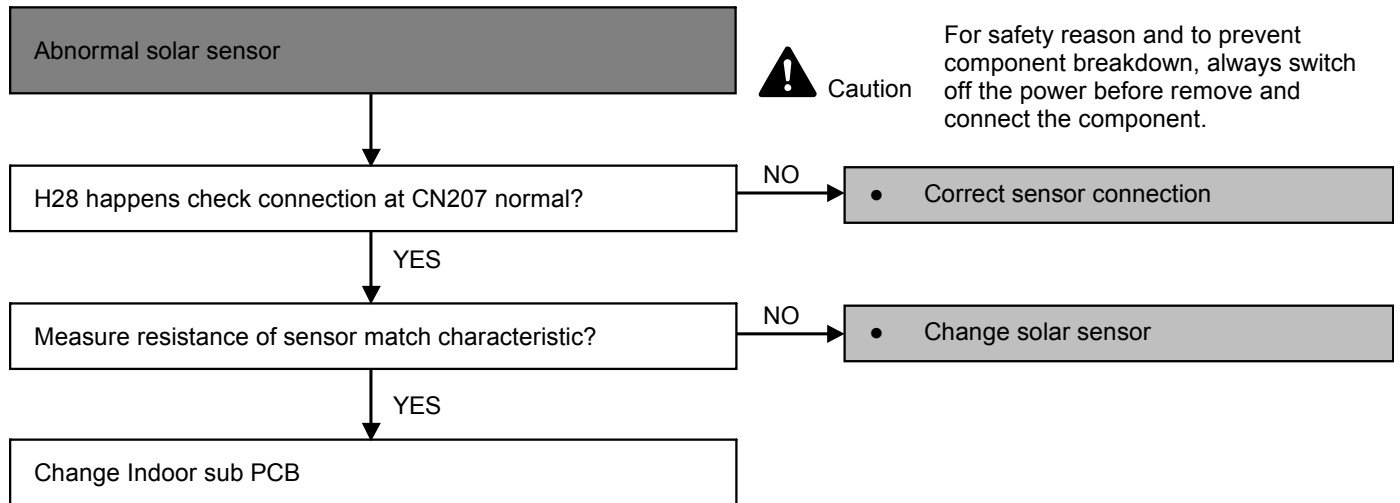 Abnormal solar sensor
Caution
For safety reason and to prevent
component breakdown, always switch
off the power before remove and
connect the component.
H28 happens check connection at CN207 normal?
NO
● Correct sensor connection
YES
Measure resistance of sensor match characteristic?
NO
● Change solar sensor
YES
Change Indoor sub PCB